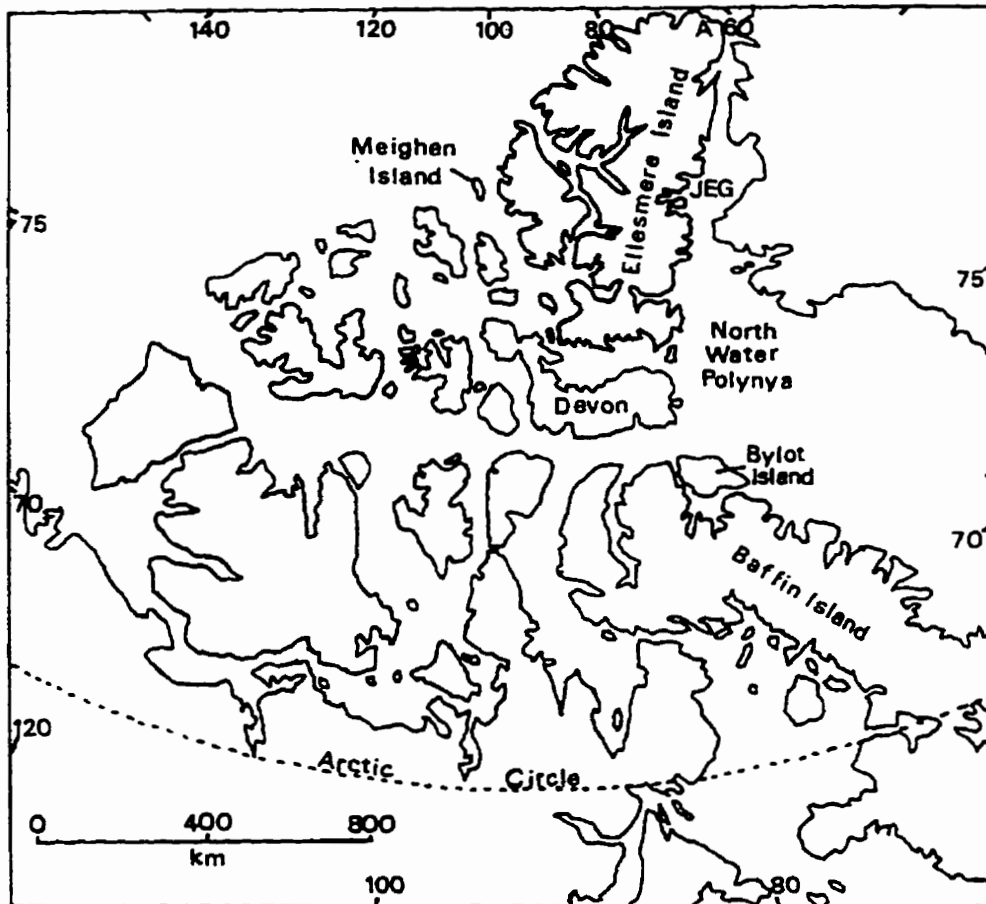 140 120 100 80 A 60
Meighen
Island
Ellesmere Island
JEG
75
75
North
Water
Polynya
Devon
Bylot
Island
70
70
Baffin Island
120
Arctic Circle
0 400 800
km
100 80